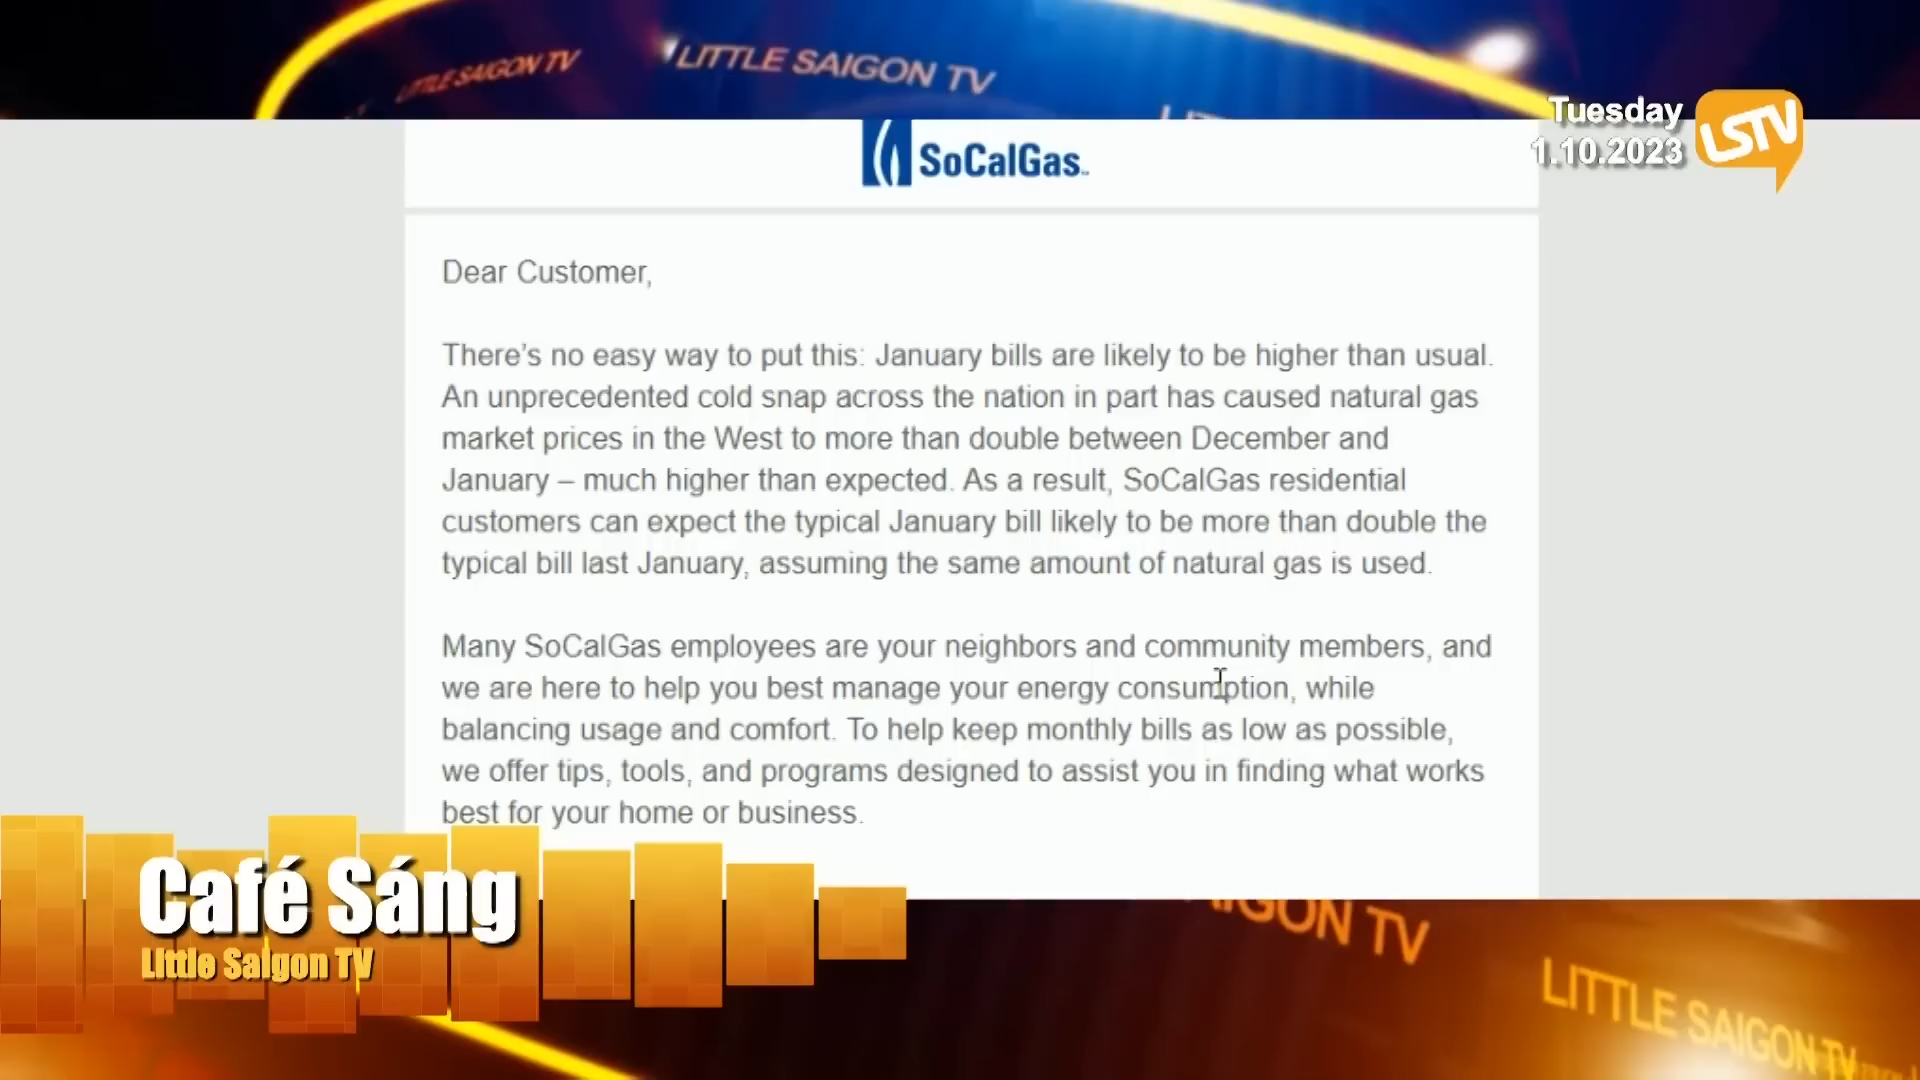 LITTLE SAIGON TV
LITTLE SAIGON TV
Tuesday
1.10.2023
LSTV
SoCalGas
Dear Customer,
There's no easy way to put this: January bills are likely to be higher than usual.
An unprecedented cold snap across the nation in part has caused natural gas
market prices in the West to more than double between December and
January – much higher than expected. As a result, SoCalGas residential
customers can expect the typical January bill likely to be more than double the
typical bill last January, assuming the same amount of natural gas is used.
Many SoCalGas employees are your neighbors and community members, and
we are here to help you best manage your energy consumption, while
balancing usage and comfort. To help keep monthly bills as low as possible,
we offer tips, tools, and programs designed to assist you in finding what works
best for your home or business.
Café Sáng
Little Saigon TV
SAIGON TV
LITTLE SAIGON TV